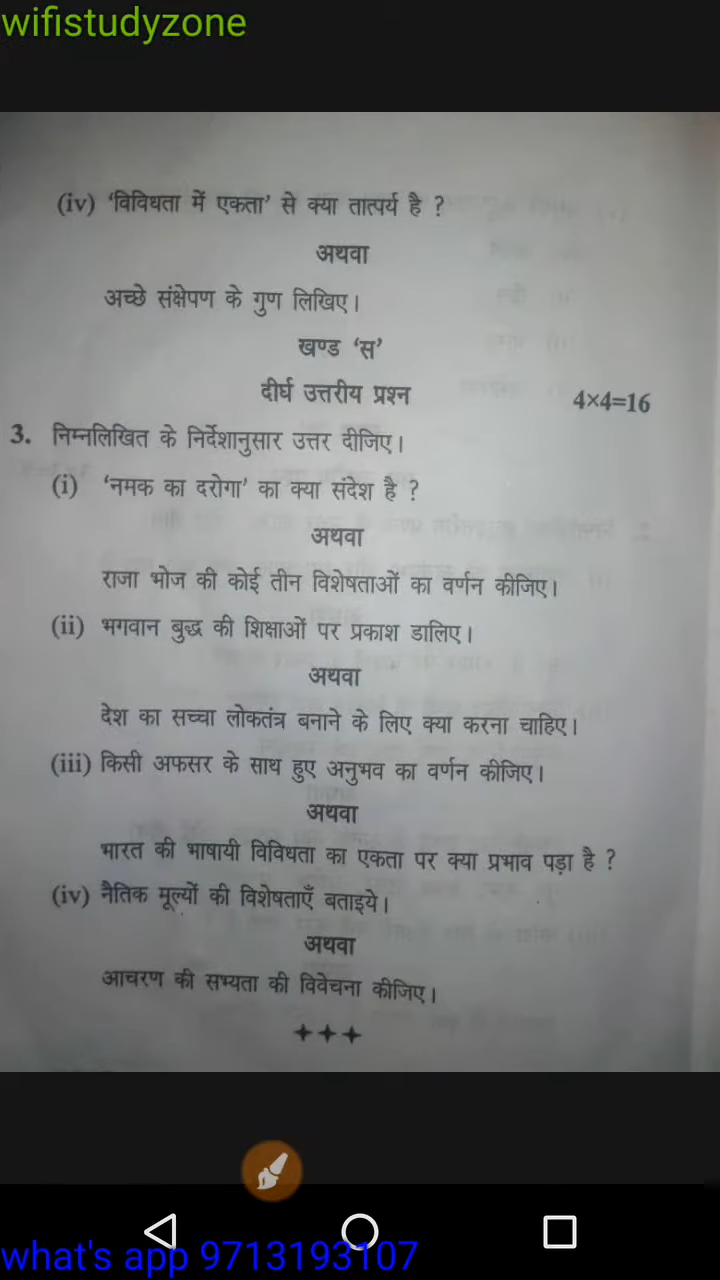 wifistudyzone
(iv) 'विविधता में एकता' से क्या तात्पर्य है ?
अथवा
अच्छे संक्षेपण के गुण लिखिए।
खण्ड 'स'
दीर्घ उत्तरीय प्रश्न 4×4=16
3. निम्नलिखित के निर्देशानुसार उत्तर दीजिए।
(i) 'नमक का दरोगा' का क्या संदेश है ?
अथवा
राजा भोज की कोई तीन विशेषताओं का वर्णन कीजिए।
(ii) भगवान बुद्ध की शिक्षाओं पर प्रकाश डालिए।
अथवा
देश का सच्चा लोकतंत्र बनाने के लिए क्या करना चाहिए।
(iii) किसी अफसर के साथ हुए अनुभव का वर्णन कीजिए।
अथवा
भारत की भाषायी विविधता का एकता पर क्या प्रभाव पड़ा है ?
(iv) नैतिक मूल्यों की विशेषताएँ बताइये।
अथवा
आचरण की सभ्यता की विवेचना कीजिए।
what's app 9713193107